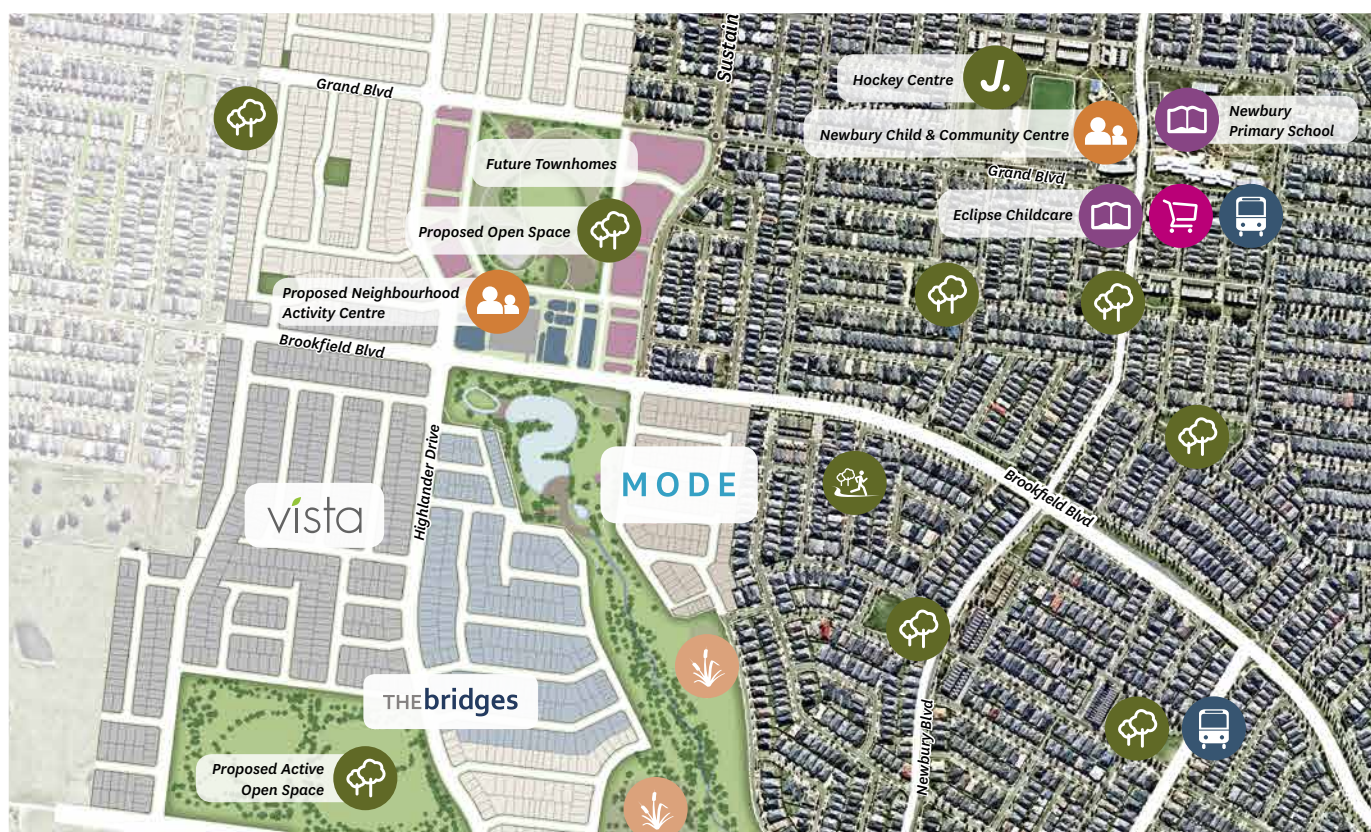 Sustain
Hockey Centre
J.
Grand Blvd
Newbury Child & Community Centre
Newbury
Primary School
Future Townhomes
Grand Blvd
Eclipse Childcare
Proposed Open Space
Proposed Neighbourhood
Activity Centre
Brookfield Blvd
Highlander Drive
MODE
vista
Brookfield Blvd
THE bridges
Newbury Blvd
Proposed Active
Open Space